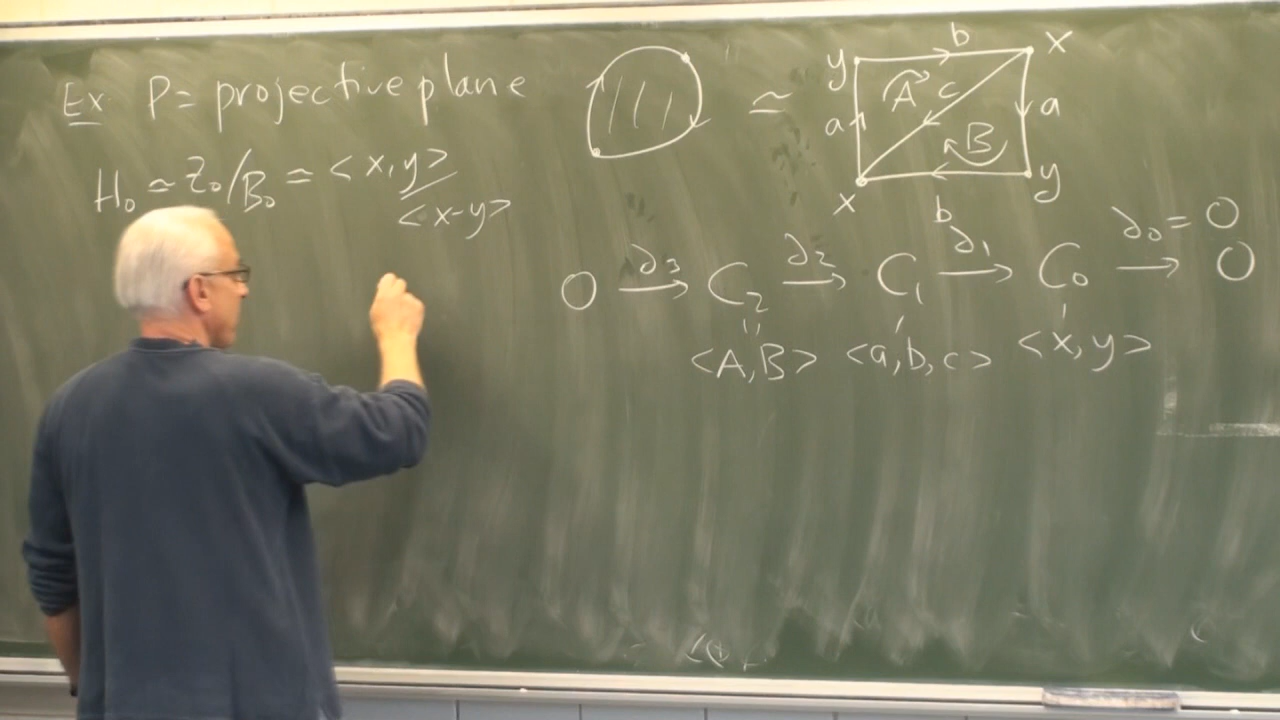 Ex P = projective plane
H₀ ≃ Z₀/B₀ = <x,y>
<x-y>
≃
y b x
A c
a a
B
x b y
0 ∂₃→ C₂ ∂₂→ C₁ ∂₁→ C₀ ∂₀=0→ 0
<A,B> <a,b,c> <x,y>